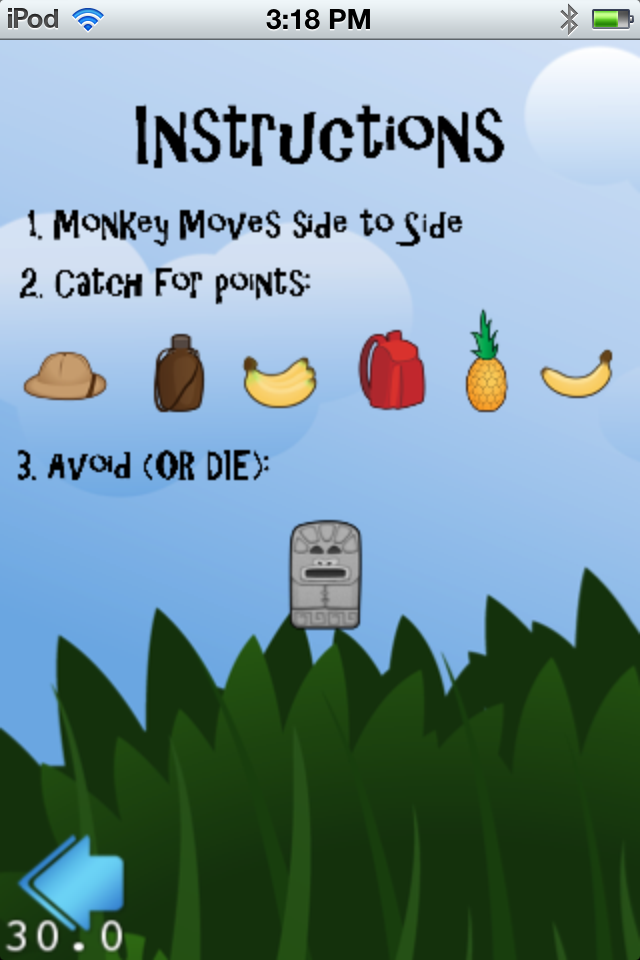 iPod 3:18 PM
Instructions
1. Monkey Moves Side to Side
2. Catch For points:
3. Avoid (OR DIE):
30.0